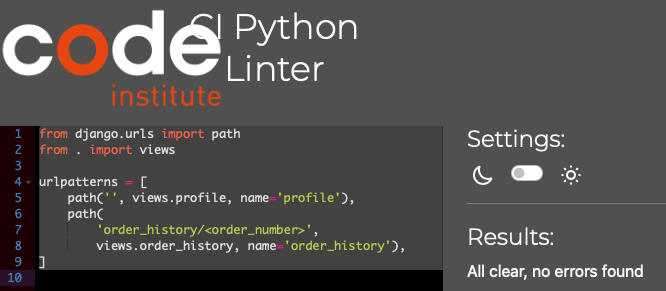 code
institute
CI Python
Linter
1 from django.urls import path
2 from . import views
3
4 urlpatterns = [
5     path('', views.profile, name='profile'),
6     path(
7         'order_history/<order_number>',
8         views.order_history, name='order_history'),
9 ]
10
Settings:
Results:
All clear, no errors found